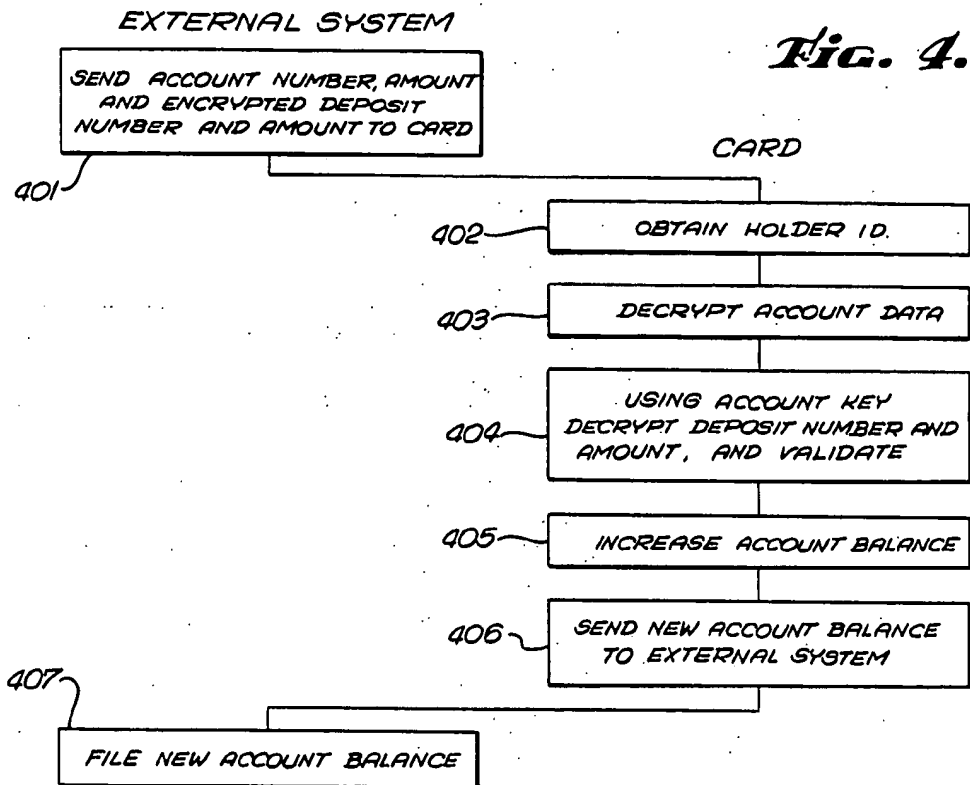 EXTERNAL SYSTEM
Fig. 4.
SEND ACCOUNT NUMBER, AMOUNT
AND ENCRYPTED DEPOSIT
NUMBER AND AMOUNT TO CARD
401
CARD
402
OBTAIN HOLDER ID.
403
DECRYPT ACCOUNT DATA
404
USING ACCOUNT KEY
DECRYPT DEPOSIT NUMBER AND
AMOUNT, AND VALIDATE
405
INCREASE ACCOUNT BALANCE
406
SEND NEW ACCOUNT BALANCE
TO EXTERNAL SYSTEM
407
FILE NEW ACCOUNT BALANCE